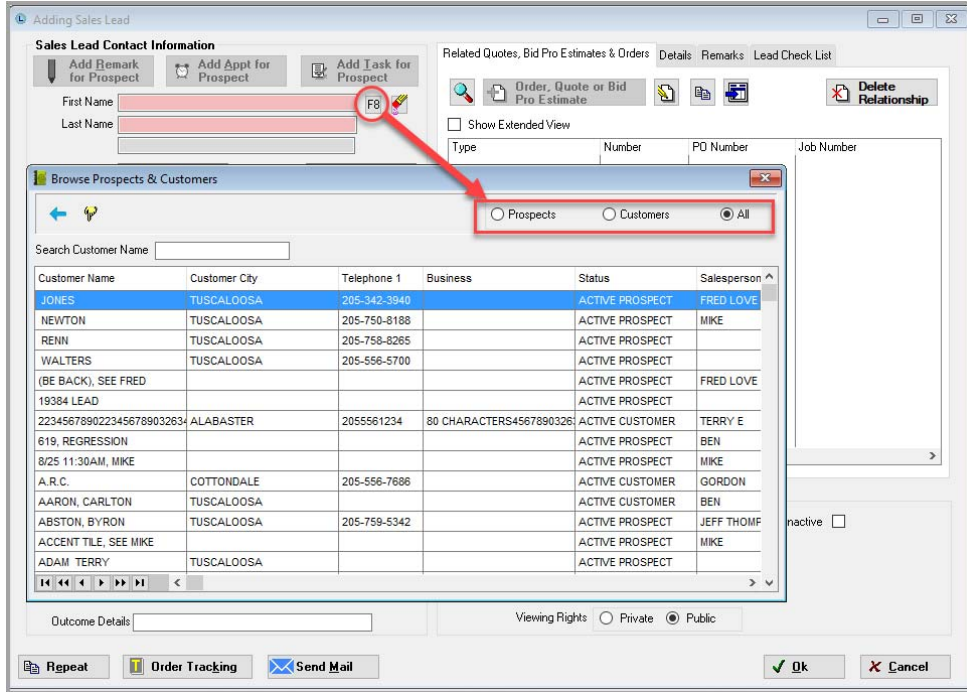 Adding Sales Lead
Sales Lead Contact Information
Add Remark for Prospect
Add Appt for Prospect
Add Task for Prospect
First Name
F8
Last Name
Related Quotes, Bid Pro Estimates & Orders Details Remarks Lead Check List
Order, Quote or Bid Pro Estimate
Delete Relationship
Show Extended View
Type Number PO Number Job Number
Browse Prospects & Customers
Prospects Customers All
Search Customer Name
Customer Name Customer City Telephone 1 Business Status Salesperson
JONES TUSCALOOSA 205-342-3940 ACTIVE PROSPECT FRED LOVE
NEWTON TUSCALOOSA 205-750-8188 ACTIVE PROSPECT MIKE
RENN TUSCALOOSA 205-758-8265 ACTIVE PROSPECT
WALTERS TUSCALOOSA 205-556-5700 ACTIVE PROSPECT
(BE BACK), SEE FRED ACTIVE PROSPECT FRED LOVE
19384 LEAD ACTIVE PROSPECT
ALABASTER 2055561234 80 ACTIVE CUSTOMER TERRY E
619, REGRESSION ACTIVE PROSPECT BEN
8/25 11:30AM, MIKE ACTIVE PROSPECT MIKE
A.R.C. COTTONDALE 205-556-7686 ACTIVE CUSTOMER GORDON
AARON, CARLTON TUSCALOOSA ACTIVE CUSTOMER BEN
ABSTON, BYRON TUSCALOOSA 205-759-5342 ACTIVE PROSPECT JEFF THOMP
ACCENT TILE, SEE MIKE ACTIVE PROSPECT MIKE
ADAM TERRY TUSCALOOSA ACTIVE PROSPECT
nactive
Outcome Details
Viewing Rights Private Public
Repeat Order Tracking Send Mail Ok Cancel